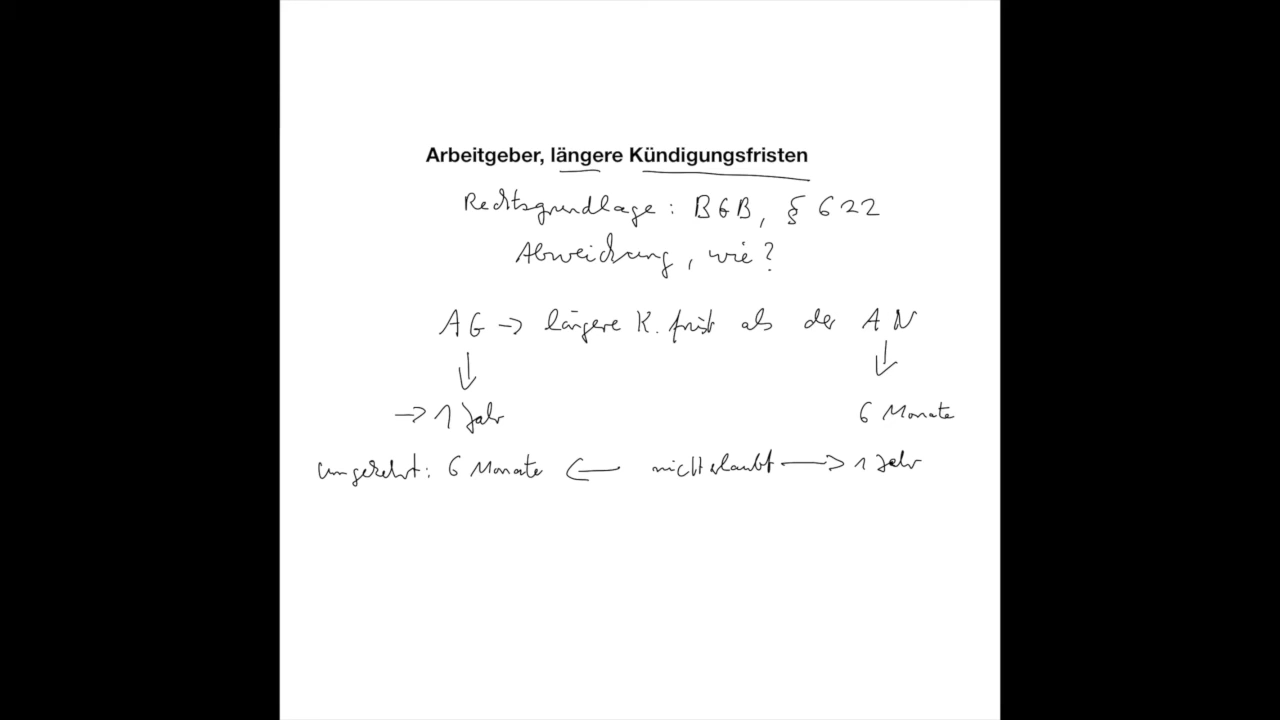 Arbeitgeber, längere Kündigungsfristen
Rechtsgrundlage: BGB, § 622
Abweichung, wie?
AG → längere K. frist als der AN
→ 1 Jahr 6 Monate
umgekehrt: 6 Monate ← nicht erlaubt → 1 Jahr